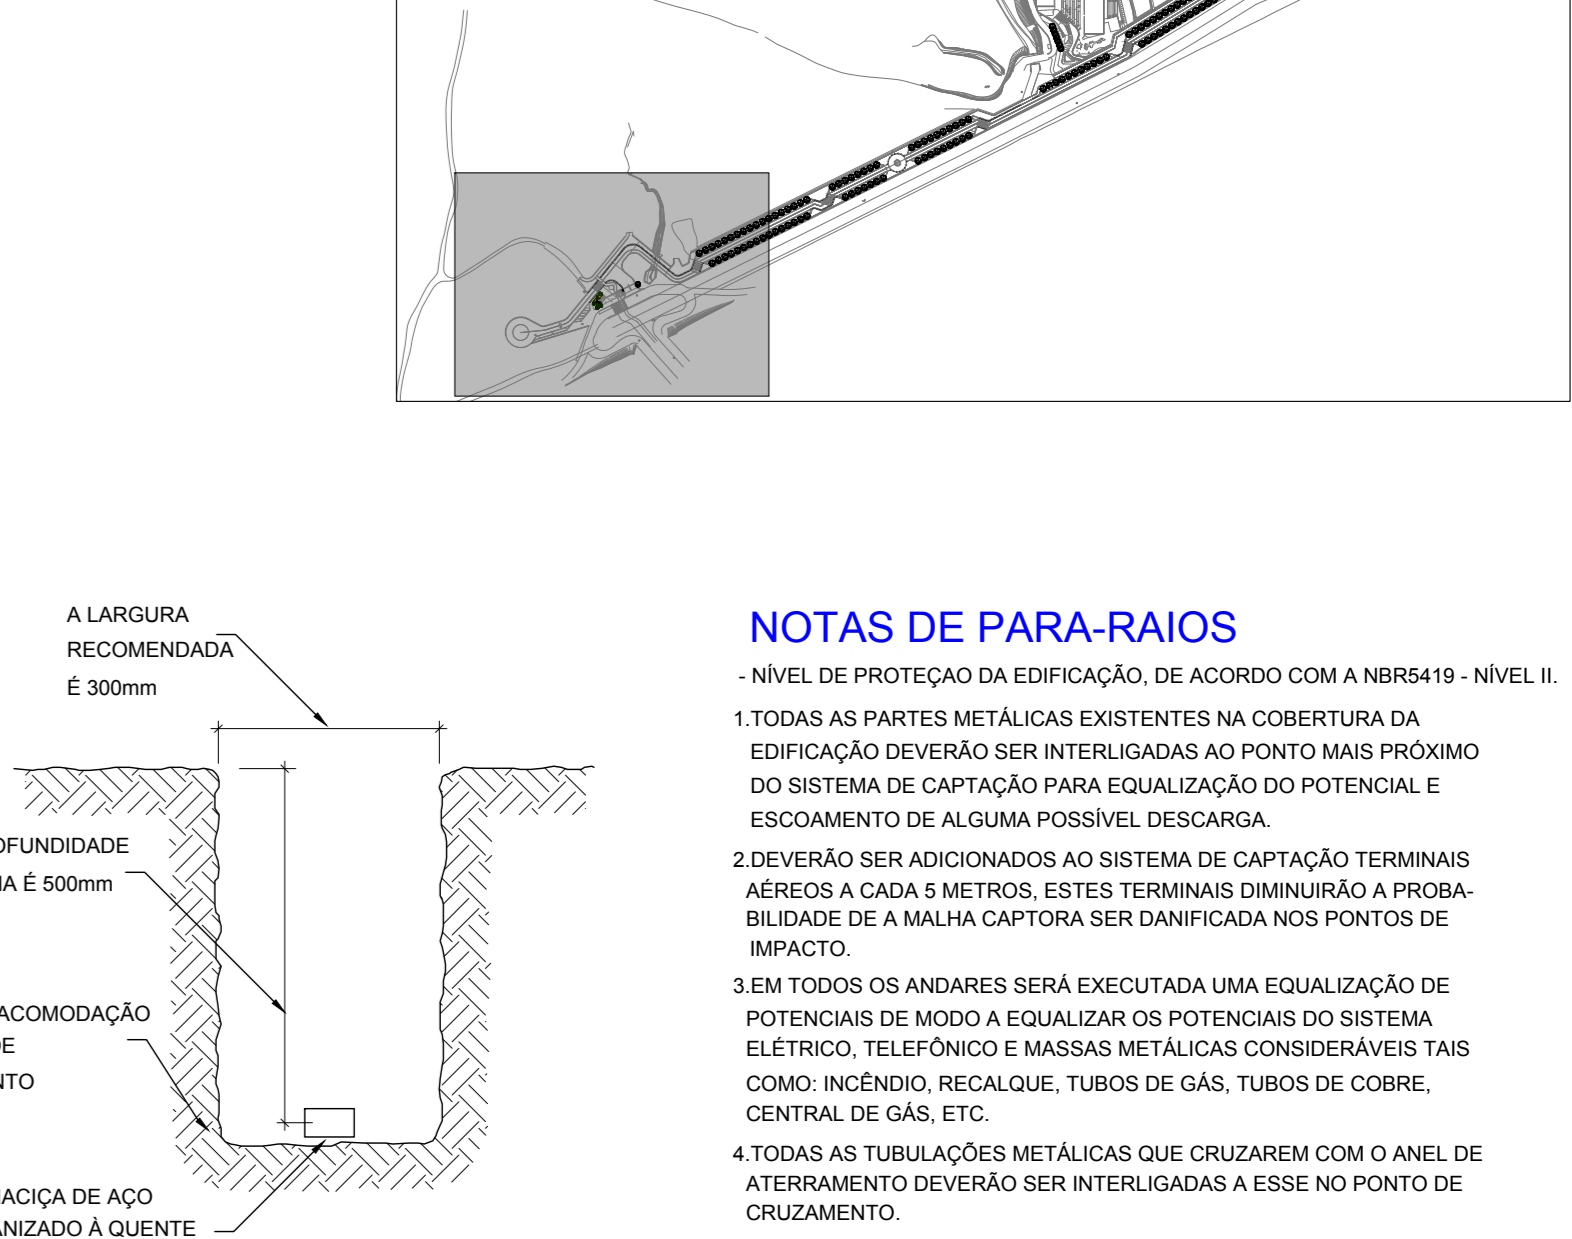 A LARGURA
RECOMENDADA
É 300mm
OFUNDIDADE
É 500mm
ACOMODAÇÃO
NTO
ACIÇA DE AÇO
ANIZADO À QUENTE
NOTAS DE PARA-RAIOS
- NÍVEL DE PROTEÇAO DA EDIFICAÇÃO, DE ACORDO COM A NBR5419 - NÍVEL II.
1.TODAS AS PARTES METÁLICAS EXISTENTES NA COBERTURA DA
EDIFICAÇÃO DEVERÃO SER INTERLIGADAS AO PONTO MAIS PRÓXIMO
DO SISTEMA DE CAPTAÇÃO PARA EQUALIZAÇÃO DO POTENCIAL E
ESCOAMENTO DE ALGUMA POSSÍVEL DESCARGA.
2.DEVERÃO SER ADICIONADOS AO SISTEMA DE CAPTAÇÃO TERMINAIS
AÉREOS A CADA 5 METROS, ESTES TERMINAIS DIMINUIRÃO A PROBA-
BILIDADE DE A MALHA CAPTORA SER DANIFICADA NOS PONTOS DE
IMPACTO.
3.EM TODOS OS ANDARES SERÁ EXECUTADA UMA EQUALIZAÇÃO DE
POTENCIAIS DE MODO A EQUALIZAR OS POTENCIAIS DO SISTEMA
ELÉTRICO, TELEFÔNICO E MASSAS METÁLICAS CONSIDERÁVEIS TAIS
COMO: INCÊNDIO, RECALQUE, TUBOS DE GÁS, TUBOS DE COBRE,
CENTRAL DE GÁS, ETC.
4.TODAS AS TUBULAÇÕES METÁLICAS QUE CRUZAREM COM O ANEL DE
ATERRAMENTO DEVERÃO SER INTERLIGADAS A ESSE NO PONTO DE
CRUZAMENTO.